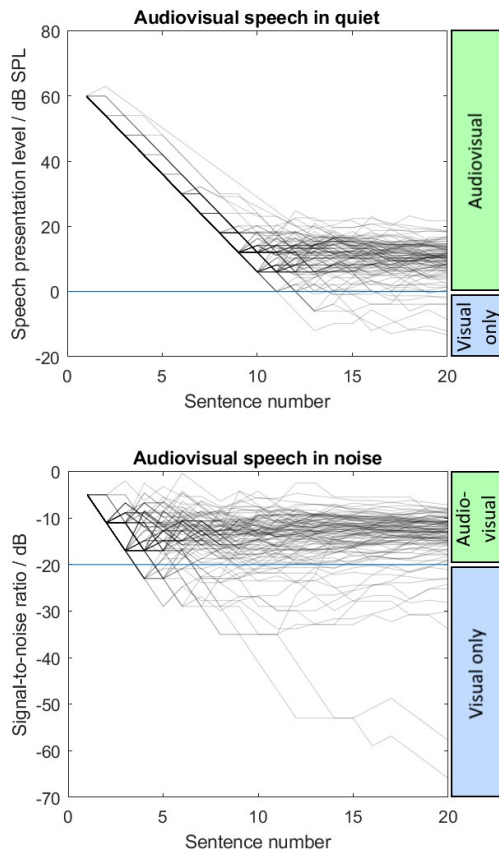 Audiovisual speech in quiet
Speech presentation level / dB SPL
80
60
40
20
0
-20
0
5
10
15
20
Sentence number
Audiovisual
Visual
only
Audiovisual speech in noise
Signal-to-noise ratio / dB
0
-10
-20
-30
-40
-50
-60
-70
0
5
10
15
20
Sentence number
Audio-
visual
Visual only